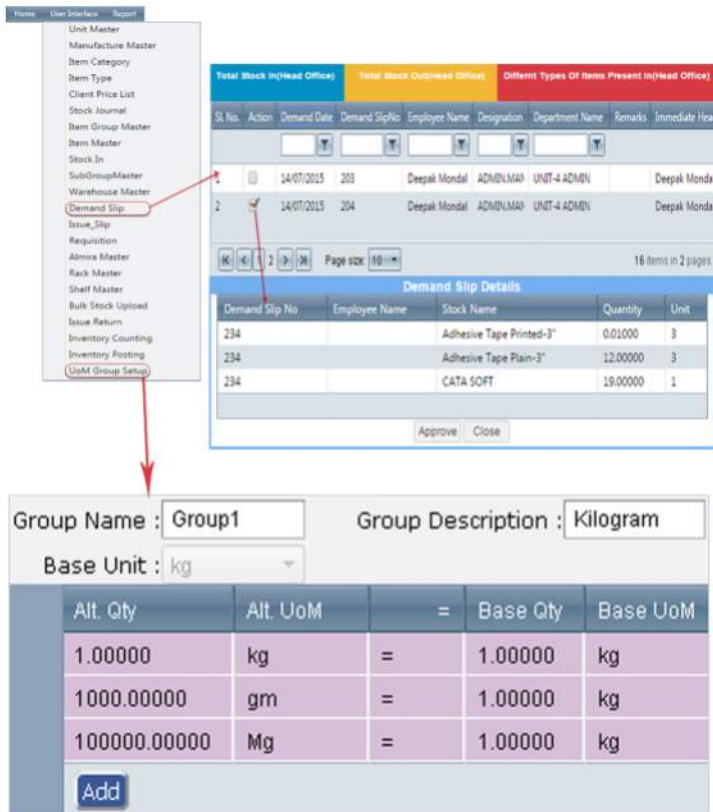 Home User Interface Report
Unit Master
Manufacture Master
Item Category
Item Type
Client Price List
Stock Journal
Item Group Master
Item Master
Stock In
SubGroupMaster
Warehouse Master
Demand Slip
Issue_Slip
Requisition
Almira Master
Rack Master
Shelf Master
Bulk Stock Upload
Issue Return
Inventory Counting
Inventory Posting
UoM Group Setup
Total Stock In(Head Office) Total Stock Out(Head Office) Differnt Types Of Items Present In(Head Office)
Sl. No. Action Demand Date Demand SlipNo Employee Name Designation Department Name Remarks Immediate Hea
1 14/07/2015 203 Deepak Mondal ADMIN.MAN UNIT-4 ADMIN Deepak Monda
2 14/07/2015 204 Deepak Mondal ADMIN.MAN UNIT-4 ADMIN Deepak Monda
1 2 Page size: 10 16 items in 2 pages
Demand Slip Details
Demand Slip No Employee Name Stock Name Quantity Unit
234 Adhesive Tape Printed-3" 0.01000 3
234 Adhesive Tape Plain-3" 12.00000 3
234 CATA SOFT 19.00000 1
Approve Close
Group Name : Group1 Group Description : Kilogram
Base Unit : kg
Alt. Qty Alt. UoM = Base Qty Base UoM
1.00000 kg = 1.00000 kg
1000.00000 gm = 1.00000 kg
100000.00000 Mg = 1.00000 kg
Add